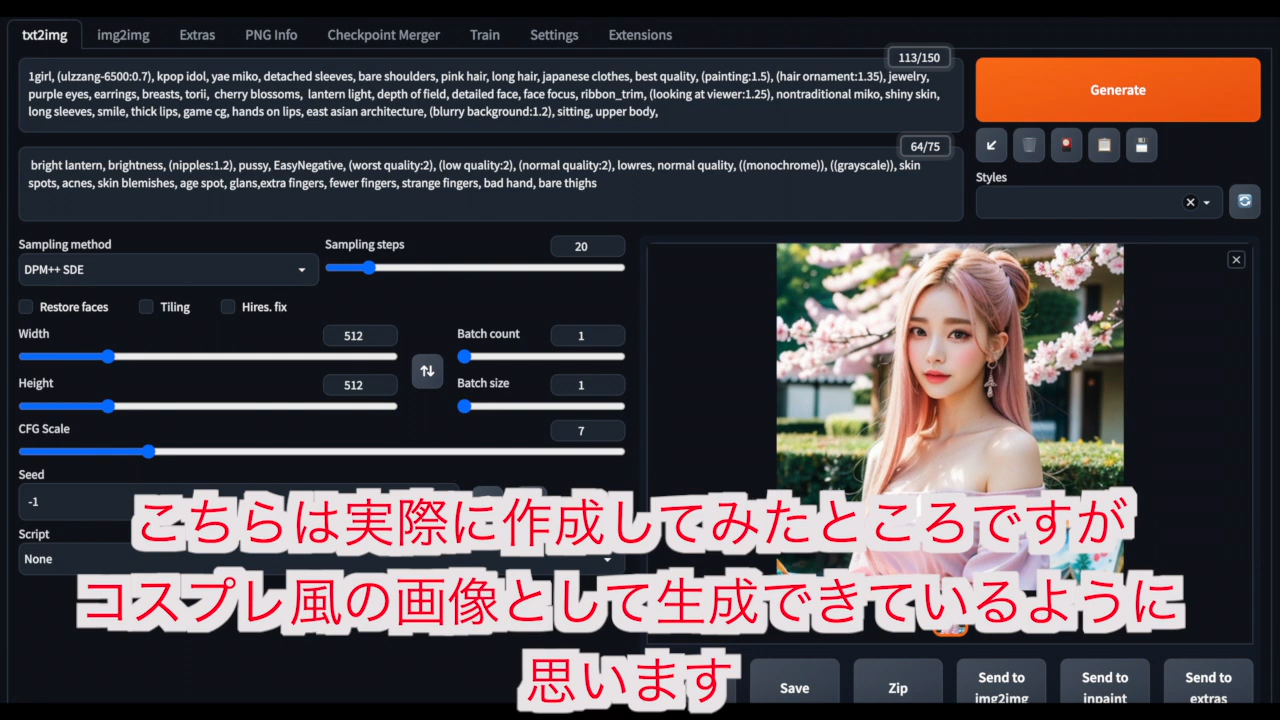 txt2img img2img Extras PNG Info Checkpoint Merger Train Settings Extensions
113/150
1girl, (ulzzang-6500:0.7), kpop idol, yae miko, detached sleeves, bare shoulders, pink hair, long hair, japanese clothes, best quality, (painting:1.5), (hair ornament:1.35), jewelry,
purple eyes, earrings, breasts, torii, cherry blossoms, lantern light, depth of field, detailed face, face focus, ribbon_trim, (looking at viewer:1.25), nontraditional miko, shiny skin,
long sleeves, smile, thick lips, game cg, hands on lips, east asian architecture, (blurry background:1.2), sitting, upper body,
Generate
64/75
bright lantern, brightness, (nipples:1.2), pussy, EasyNegative, (worst quality:2), (low quality:2), (normal quality:2), lowres, normal quality, ((monochrome)), ((grayscale)), skin
spots, acnes, skin blemishes, age spot, glans,extra fingers, fewer fingers, strange fingers, bad hand, bare thighs
Styles
Sampling method
DPM++ SDE
Sampling steps 20
Restore faces Tiling Hires. fix
Width 512
Batch count 1
Height 512
Batch size 1
CFG Scale 7
Seed
-1
Script
None
こちらは実際に作成してみたところですが
コスプレ風の画像として生成できているように
思います
Save Zip
Send to
img2img
Send to
inpaint
Send to
extras